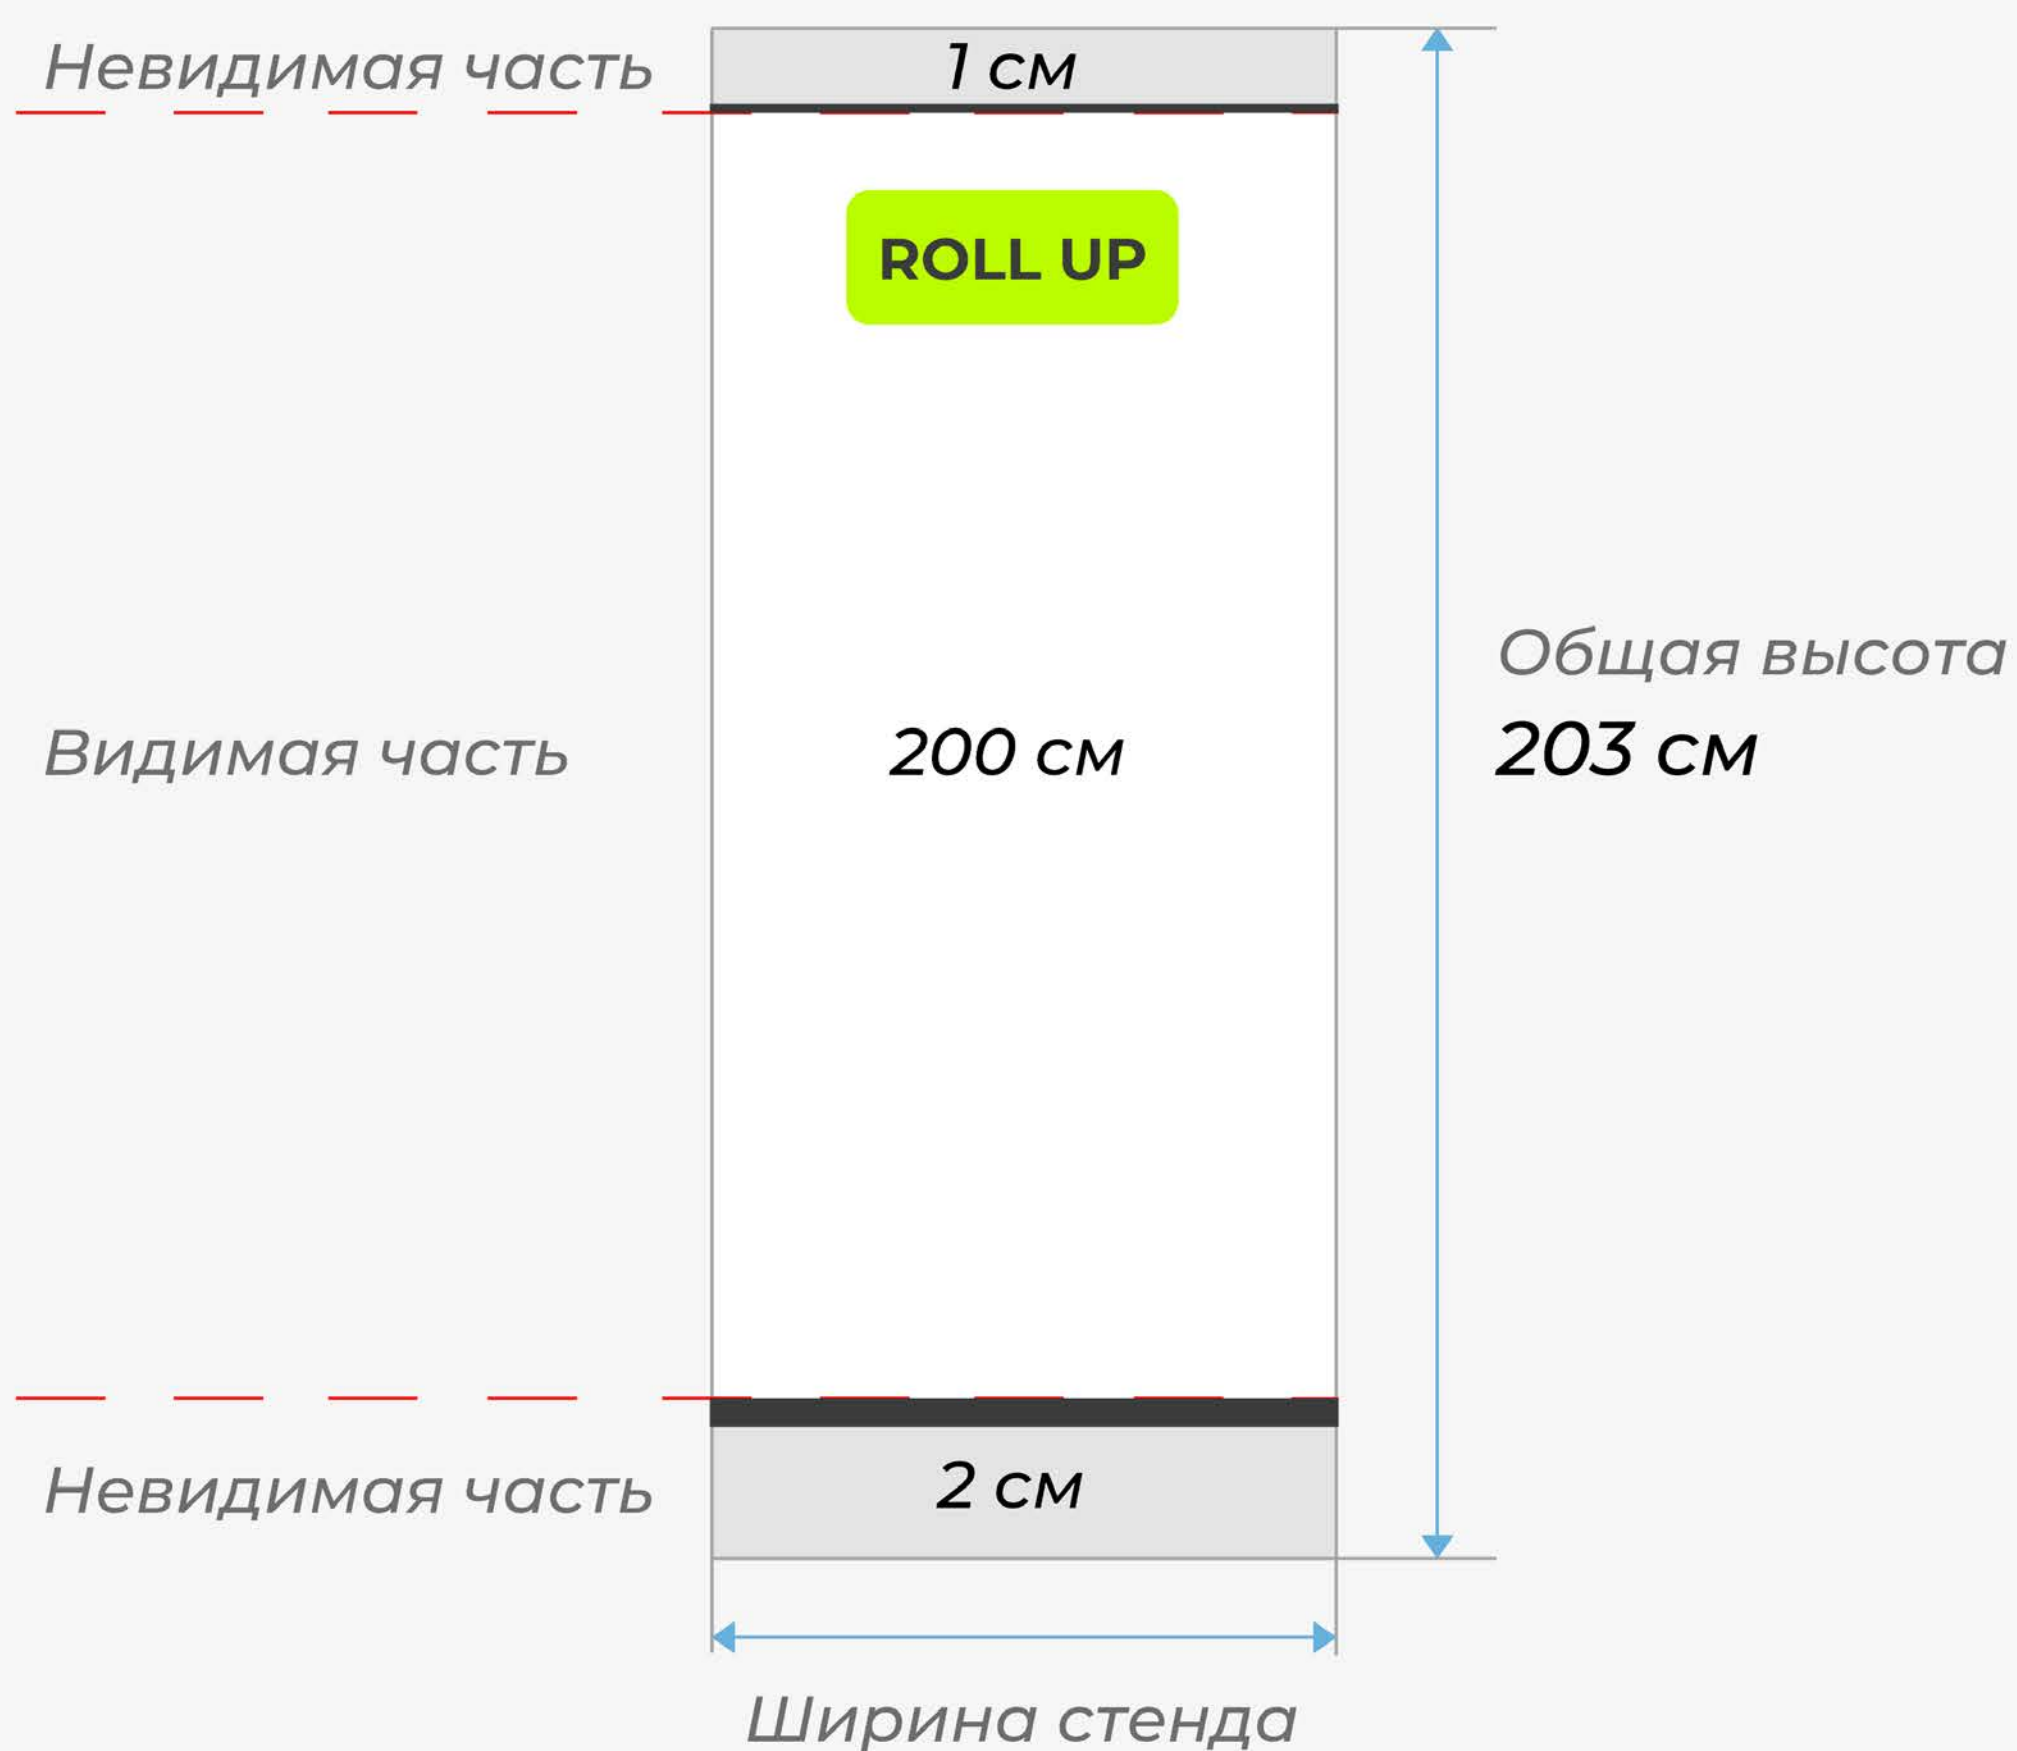 Невидимая часть
1 см
ROLL UP
Общая высота
203 см
Видимая часть
200 см
Невидимая часть
2 см
Ширина стенда